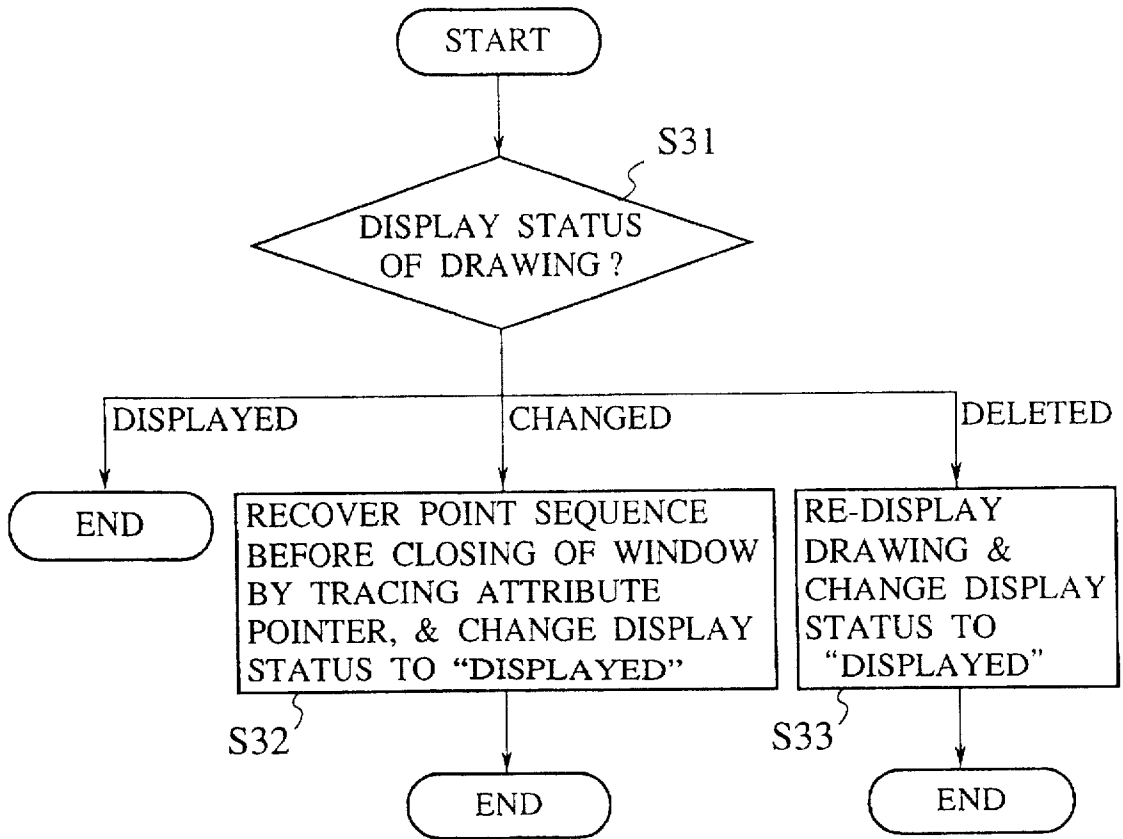 START
S31
DISPLAY STATUS
OF DRAWING?
DISPLAYED
CHANGED
DELETED
END
RECOVER POINT SEQUENCE
BEFORE CLOSING OF WINDOW
BY TRACING ATTRIBUTE
POINTER, & CHANGE DISPLAY
STATUS TO “DISPLAYED”
RE-DISPLAY
DRAWING &
CHANGE DISPLAY
STATUS TO
“DISPLAYED”
S32
S33
END
END